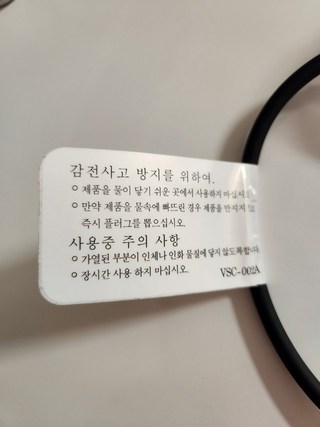 감전사고 방지를 위하여.
○ 제품을 물이 닿기 쉬운 곳에서 사용하지 마십시오
○ 만약 제품을 물속에 빠뜨린 경우 제품을 만지지
즉시 플러그를 뽑으십시오.
사용중 주의 사항
○ 가열된 부분이 인체나 인화 물질에 닿지 않도록 합니다
○ 장시간 사용 하지 마십시오.
VSC-002A